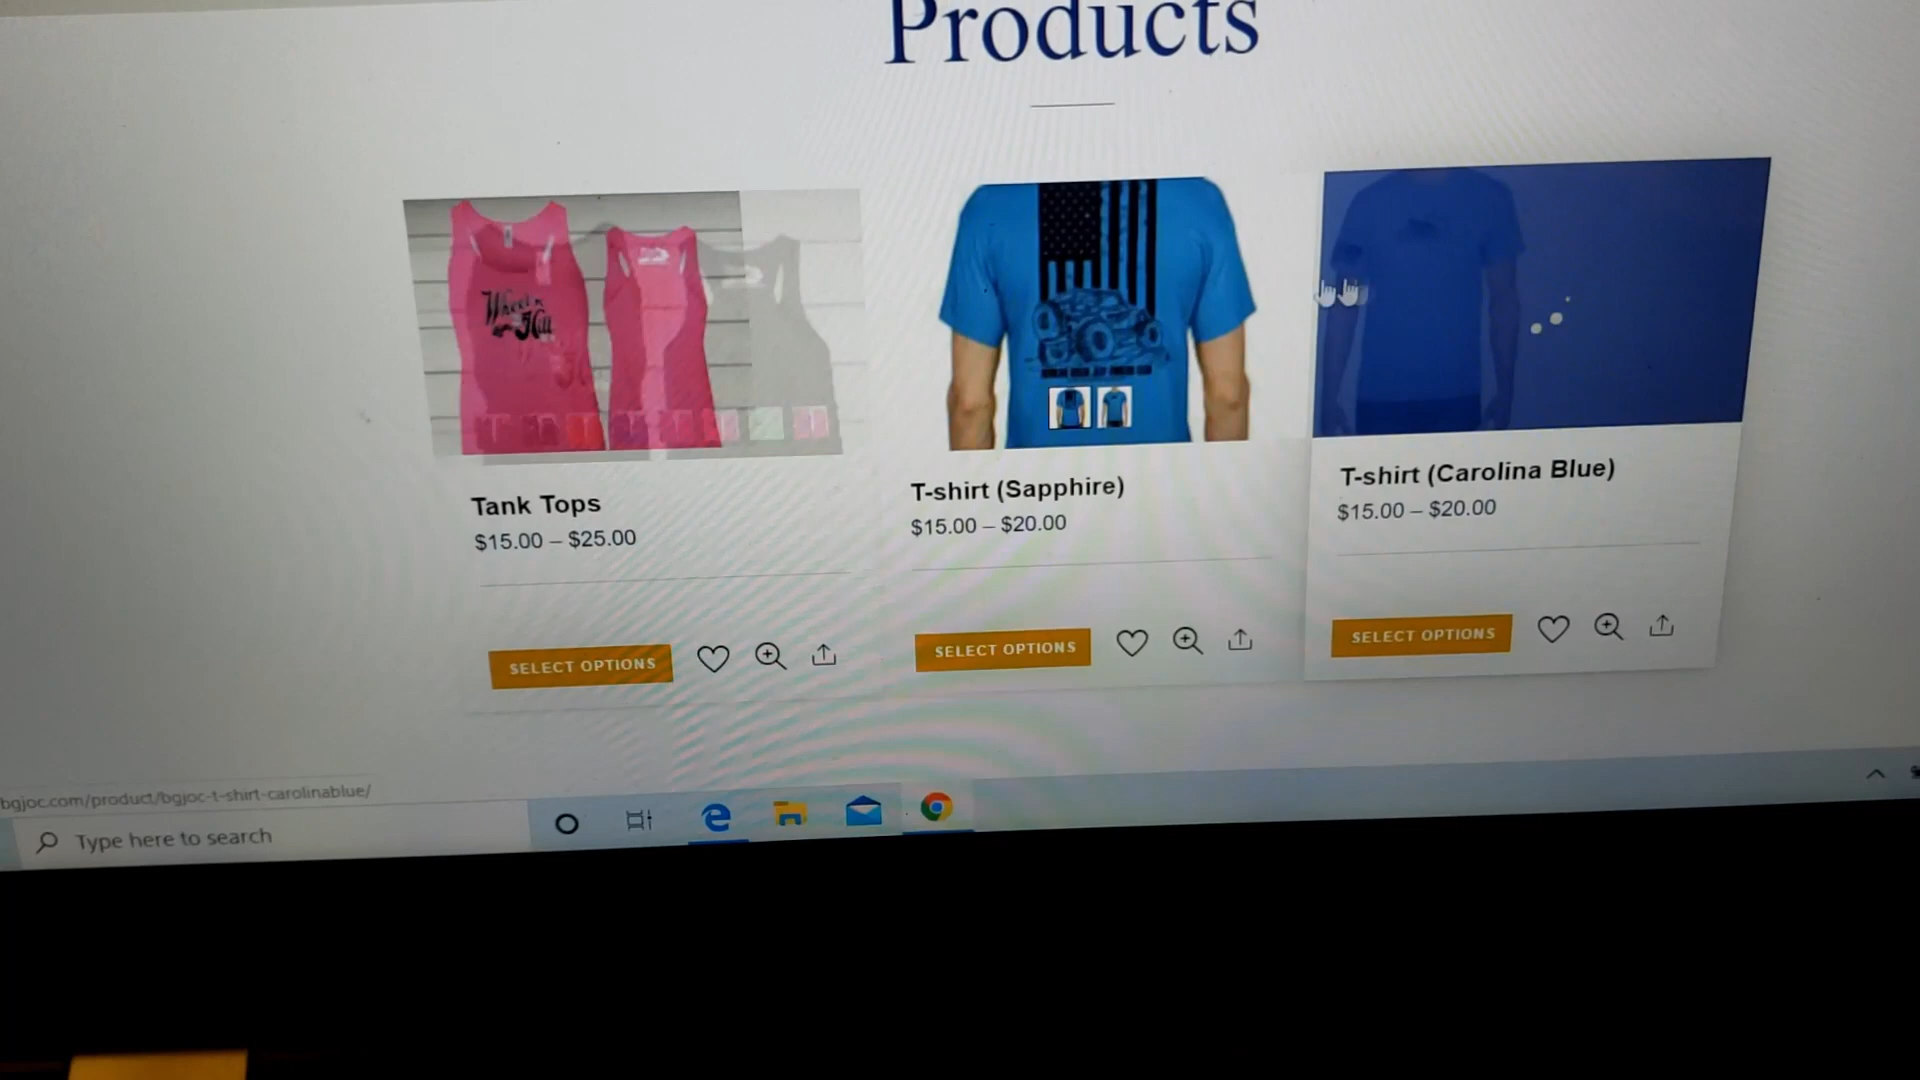 Products
Tank Tops
$15.00 – $25.00
SELECT OPTIONS
T-shirt (Sapphire)
$15.00 – $20.00
SELECT OPTIONS
T-shirt (Carolina Blue)
$15.00 – $20.00
SELECT OPTIONS
bgjoc.com/product/bgjoc-t-shirt-carolinablue/
Type here to search